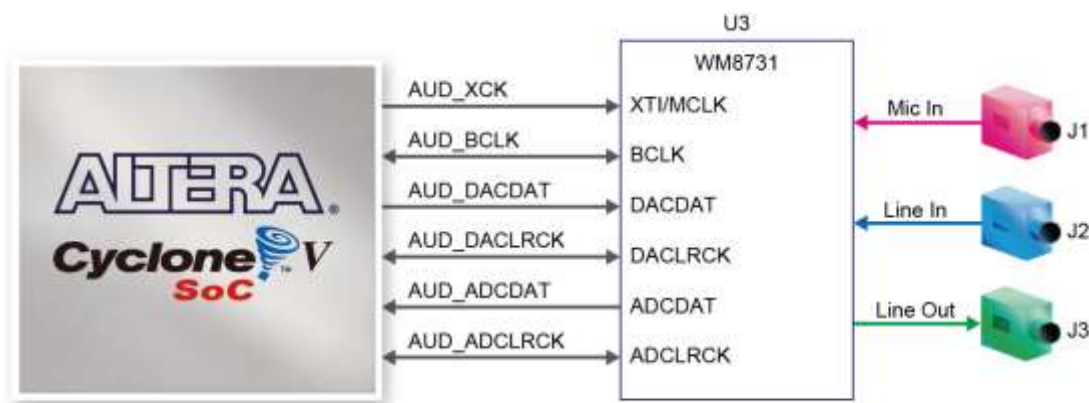 U3
WM8731
ALTERA®
Cyclone™ V
SoC
AUD_XCK
AUD_BCLK
AUD_DACDAT
AUD_DACLRCK
AUD_ADCDAT
AUD_ADCLRCK
XTI/MCLK
BCLK
DACDAT
DACLRCK
ADCDAT
ADCLRCK
Mic In
J1
Line In
J2
Line Out
J3